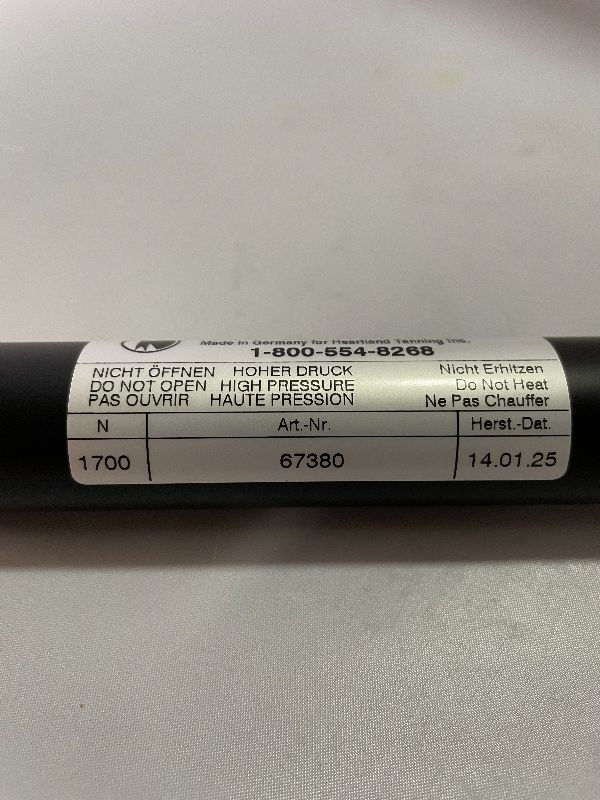 Made in Germany for Heartland Tanning Inc.
1-800-554-8268
NICHT ÖFFNEN HOHER DRUCK Nicht Erhitzen
DO NOT OPEN HIGH PRESSURE Do Not Heat
PAS OUVRIR HAUTE PRESSION Ne Pas Chauffer
N Art.-Nr. Herst.-Dat.
1700 67380 14.01.25